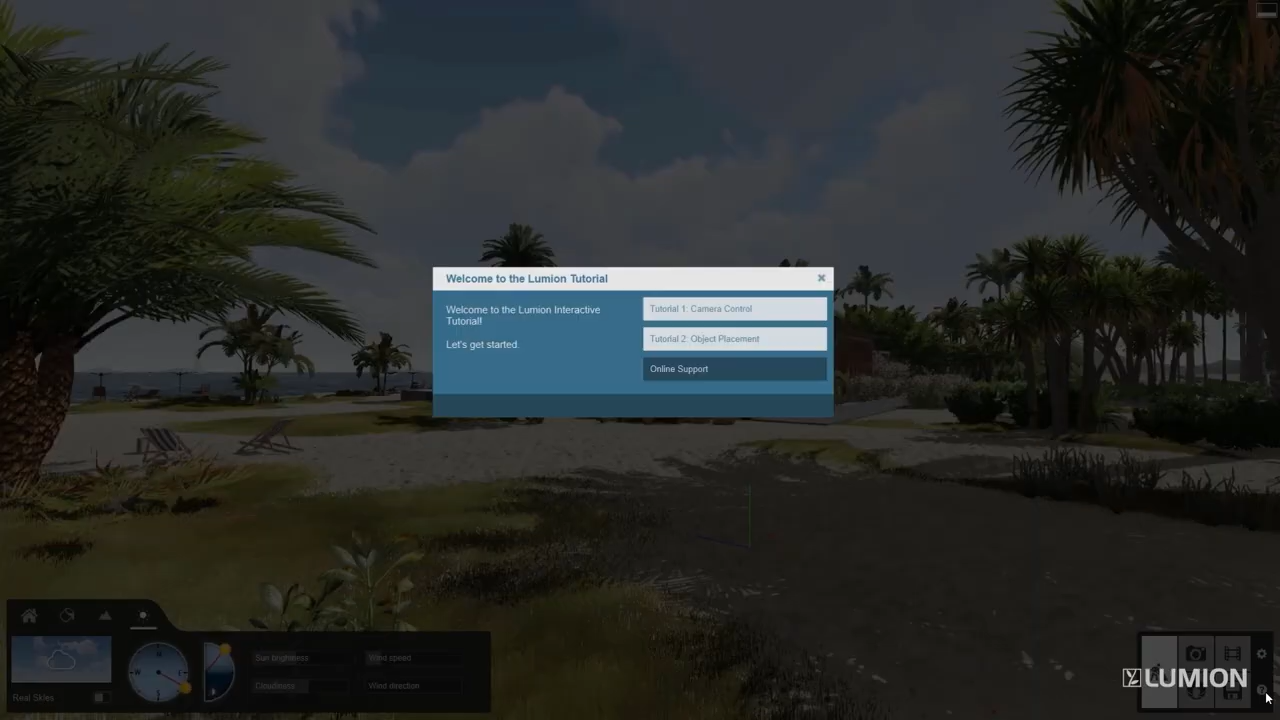 Welcome to the Lumion Tutorial
Welcome to the Lumion Interactive
Tutorial!
Let's get started.
Tutorial 1: Camera Control
Tutorial 2: Object Placement
Online Support
Sun brightness
Wind speed
Cloudiness
Wind direction
Real Skies
N
W
E
S
LUMION